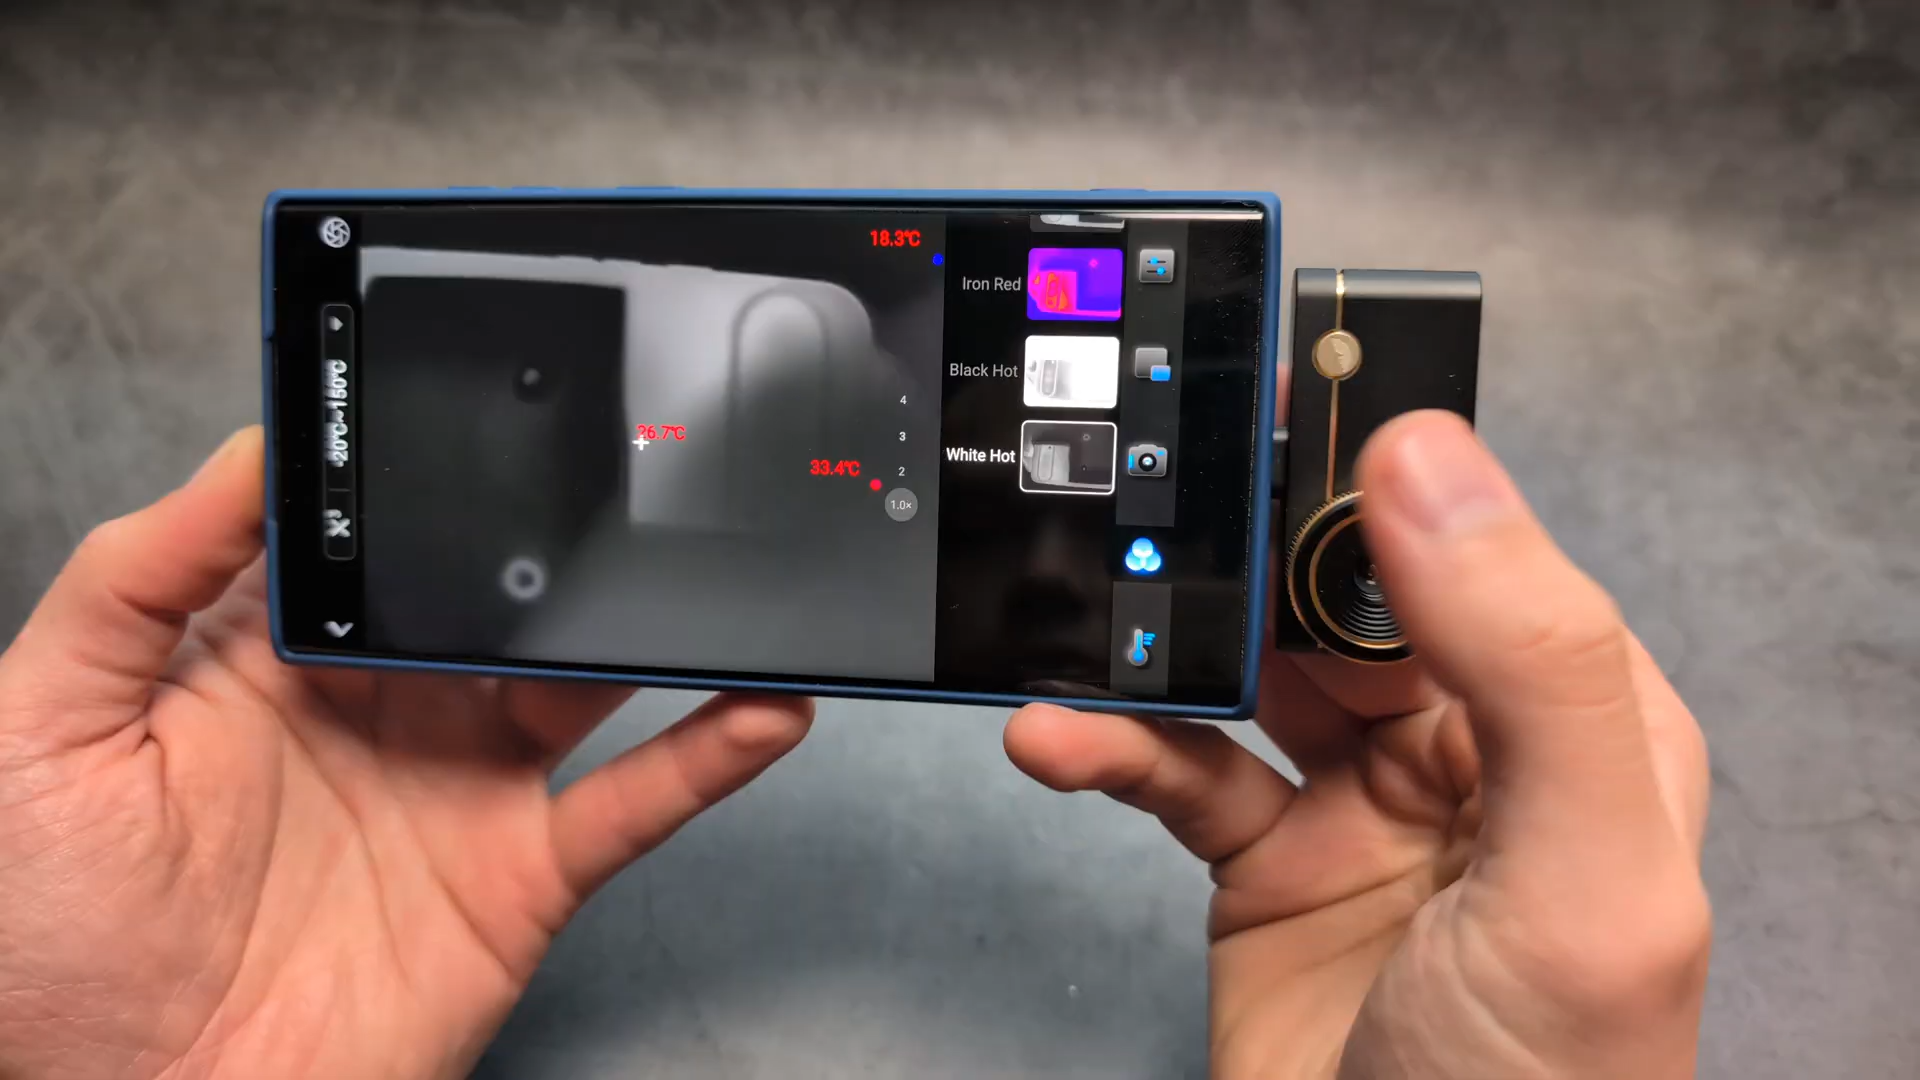 18.3℃
Iron Red
-20℃~150℃
Black Hot
4
26.7℃
3
White Hot
33.4℃
2
1.0×